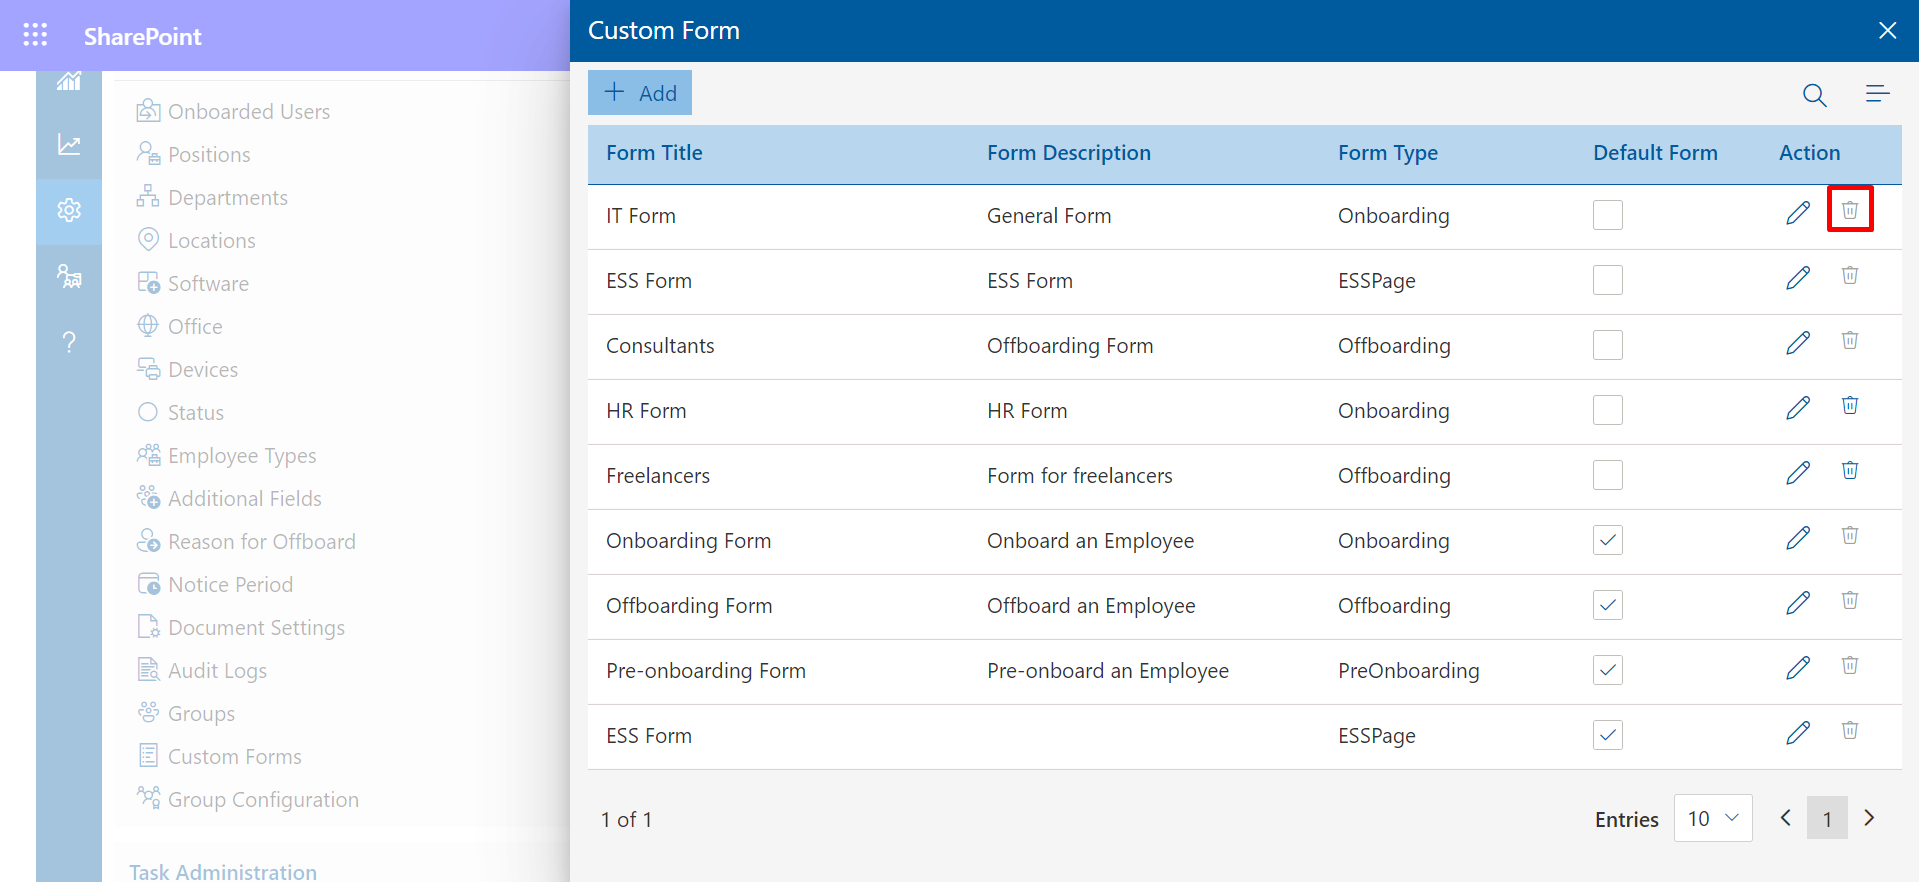 SharePoint
Onboarded Users
Positions
Departments
Locations
Software
Office
Devices
Status
Employee Types
Additional Fields
Reason for Offboard
Notice Period
Document Settings
Audit Logs
Groups
Custom Forms
Group Configuration
Task Administration
Custom Form
Add
Form Title Form Description Form Type Default Form Action
IT Form General Form Onboarding
ESS Form ESS Form ESSPage
Consultants Offboarding Form Offboarding
HR Form HR Form Onboarding
Freelancers Form for freelancers Offboarding
Onboarding Form Onboard an Employee Onboarding
Offboarding Form Offboard an Employee Offboarding
Pre-onboarding Form Pre-onboard an Employee PreOnboarding
ESS Form ESSPage
1 of 1 Entries 10 1